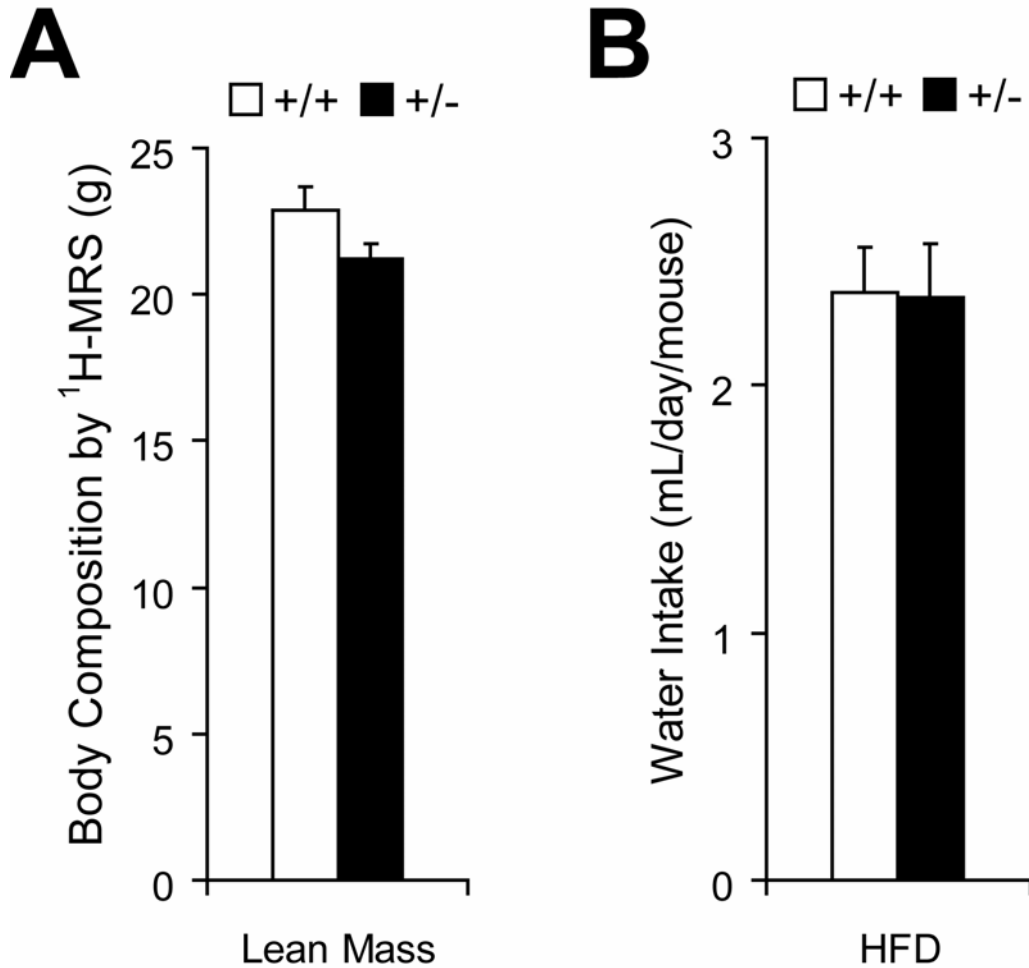 A
+/+ +/-
Body Composition by ¹H-MRS (g)
25
20
15
10
5
0
Lean Mass
B
+/+ +/-
Water Intake (mL/day/mouse)
3
2
1
0
HFD